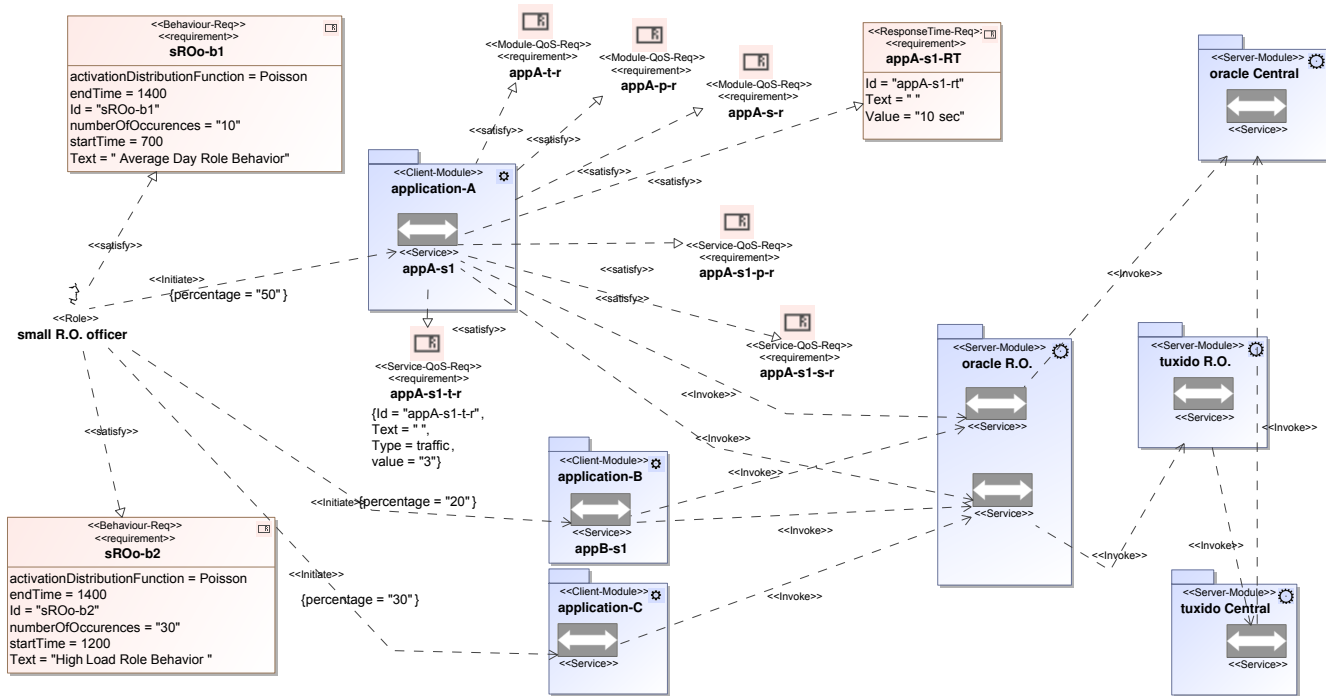 <<Behaviour-Req>>
<<requirement>>
sROo-b1
activationDistributionFunction = Poisson
endTime = 1400
Id = "sROo-b1"
numberOfOccurences = "10"
startTime = 700
Text = " Average Day Role Behavior"
<<Module-QoS-Req>>
<<requirement>>
appA-t-r
<<Module-QoS-Req>>
<<requirement>>
appA-p-r
<<Module-QoS-Req>>
<<requirement>>
appA-s-r
<<ResponseTime-Req>>
<<requirement>>
appA-s1-RT
Id = "appA-s1-rt"
Text = " "
Value = "10 sec"
<<Server-Module>>
oracle Central
<<Service>>
<<satisfy>>
<<satisfy>>
<<satisfy>>
<<satisfy>>
<<Client-Module>>
application-A
<<Service>>
appA-s1
<<satisfy>>
<<Initiate>>
{percentage = "50"}
<<Role>>
small R.O. officer
<<Service-QoS-Req>>
<<requirement>>
appA-s1-p-r
<<satisfy>>
<<satisfy>>
<<satisfy>>
<<Service-QoS-Req>>
<<requirement>>
appA-s1-s-r
<<Service-QoS-Req>>
<<requirement>>
appA-s1-t-r
{Id = "appA-s1-t-r",
Text = " ",
Type = traffic,
value = "3"}
<<Invoke>>
<<Server-Module>>
oracle R.O.
<<Service>>
<<Service>>
<<Server-Module>>
tuxido R.O.
<<Service>>
<<Invoke>>
<<Invoke>>
<<Invoke>>
<<Invoke>>
<<satisfy>>
<<Initiate>>
{percentage = "20"}
<<Client-Module>>
application-B
<<Service>>
appB-s1
<<Invoke>>
<<Invoke>>
<<Invoke>>
<<Behaviour-Req>>
<<requirement>>
sROo-b2
activationDistributionFunction = Poisson
endTime = 1400
Id = "sROo-b2"
numberOfOccurences = "30"
startTime = 1200
Text = "High Load Role Behavior "
<<Initiate>>
{percentage = "30"}
<<Client-Module>>
application-C
<<Service>>
<<Invoke>>
<<Server-Module>>
tuxido Central
<<Service>>